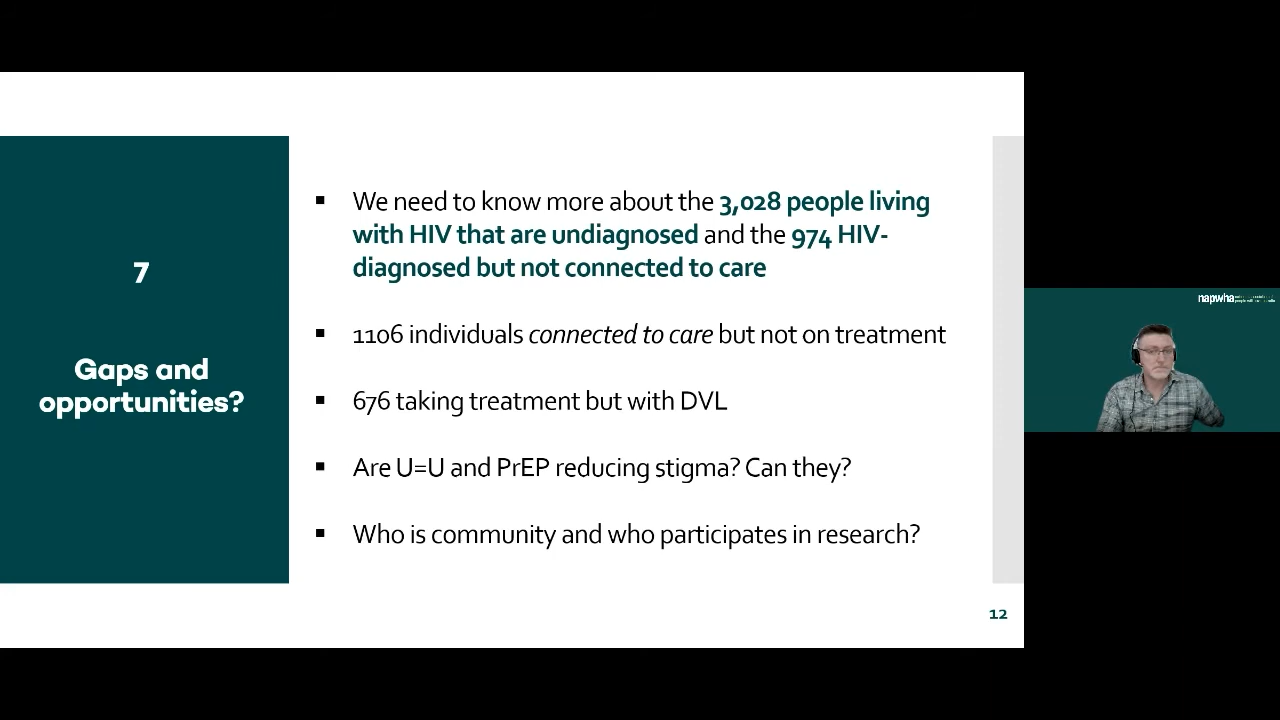 7
Gaps and
opportunities?
▪ We need to know more about the 3,028 people living
with HIV that are undiagnosed and the 974 HIV-
diagnosed but not connected to care
▪ 1106 individuals connected to care but not on treatment
▪ 676 taking treatment but with DVL
▪ Are U=U and PrEP reducing stigma? Can they?
▪ Who is community and who participates in research?
12
napwha